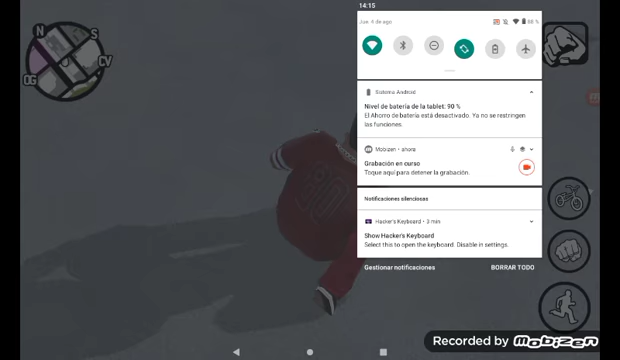 14:15
Jue. 4 de ago
88 %
N
S
CV
OG
Sistema Android
Nivel de batería de la tablet: 90 %
El Ahorro de batería está desactivado. Ya no se restringen
las funciones.
Mobizen • ahora
Grabación en curso
Toque aquí para detener la grabación.
Notificaciones silenciosas
Hacker's Keyboard • 3 min
Show Hacker's Keyboard
Select this to open the keyboard. Disable in settings.
Gestionar notificaciones
BORRAR TODO
Recorded by Mobizen